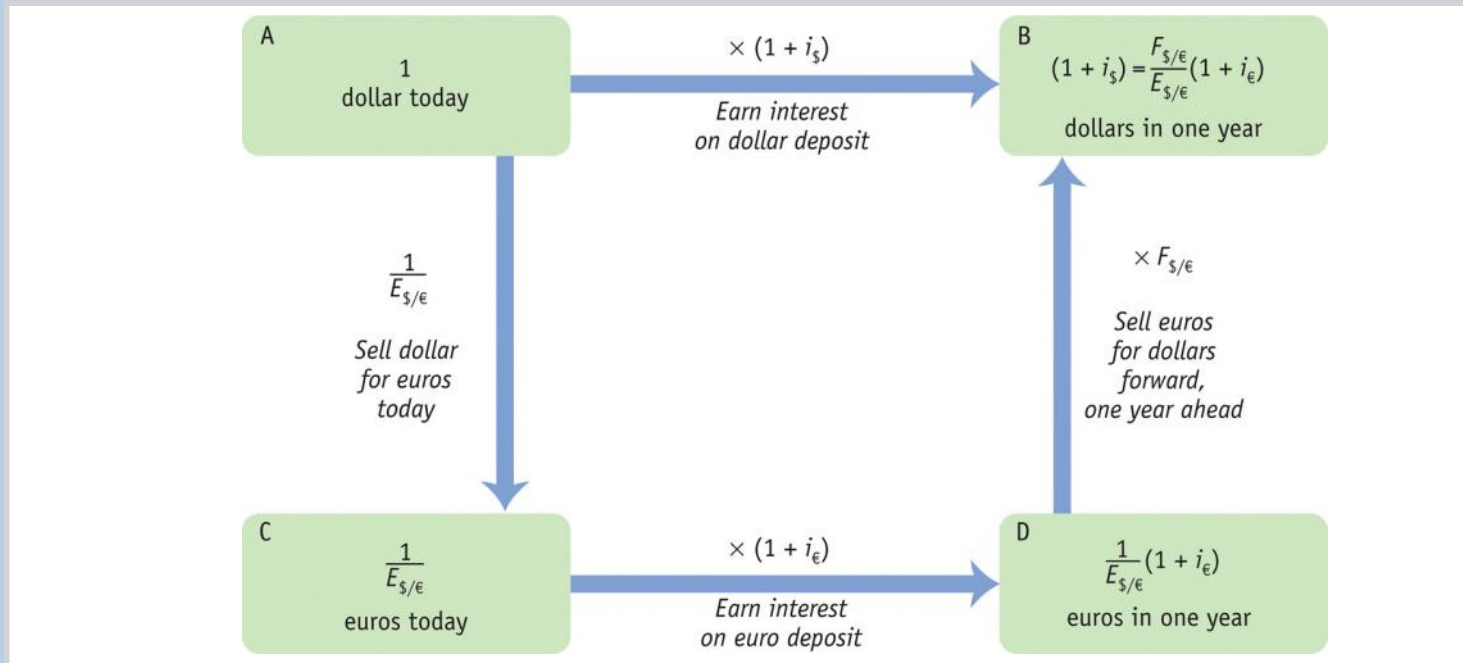 A
1
dollar today
× (1 + i$)
Earn interest
on dollar deposit
B
(1 + i$) = F$/€ / E$/€ (1 + i€)
dollars in one year
1 / E$/€
Sell dollar
for euros
today
× F$/€
Sell euros
for dollars
forward,
one year ahead
C
1 / E$/€
euros today
× (1 + i€)
Earn interest
on euro deposit
D
1 / E$/€ (1 + i€)
euros in one year